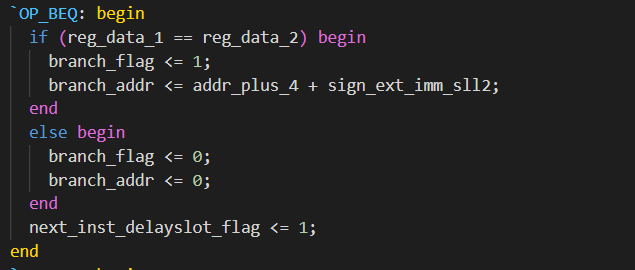 `OP_BEQ: begin
if (reg_data_1 == reg_data_2) begin
branch_flag <= 1;
branch_addr <= addr_plus_4 + sign_ext_imm_sll2;
end
else begin
branch_flag <= 0;
branch_addr <= 0;
end
next_inst_delayslot_flag <= 1;
end